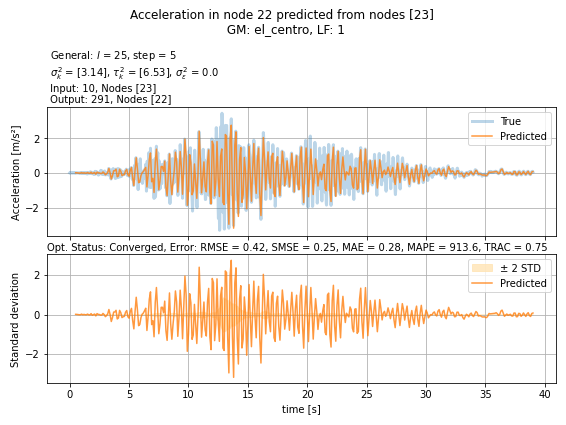 Acceleration in node 22 predicted from nodes [23]
GM: el_centro, LF: 1
General: l = 25, step = 5
σ²ₖ = [3.14], τ²ₖ = [6.53], σ²ε = 0.0
Input: 10, Nodes [23]
Output: 291, Nodes [22]
Acceleration [m/s²]
2
0
−2
True
Predicted
Opt. Status: Converged, Error: RMSE = 0.42, SMSE = 0.25, MAE = 0.28, MAPE = 913.6, TRAC = 0.75
Standard deviation
2
0
−2
± 2 STD
Predicted
0 5 10 15 20 25 30 35 40
time [s]